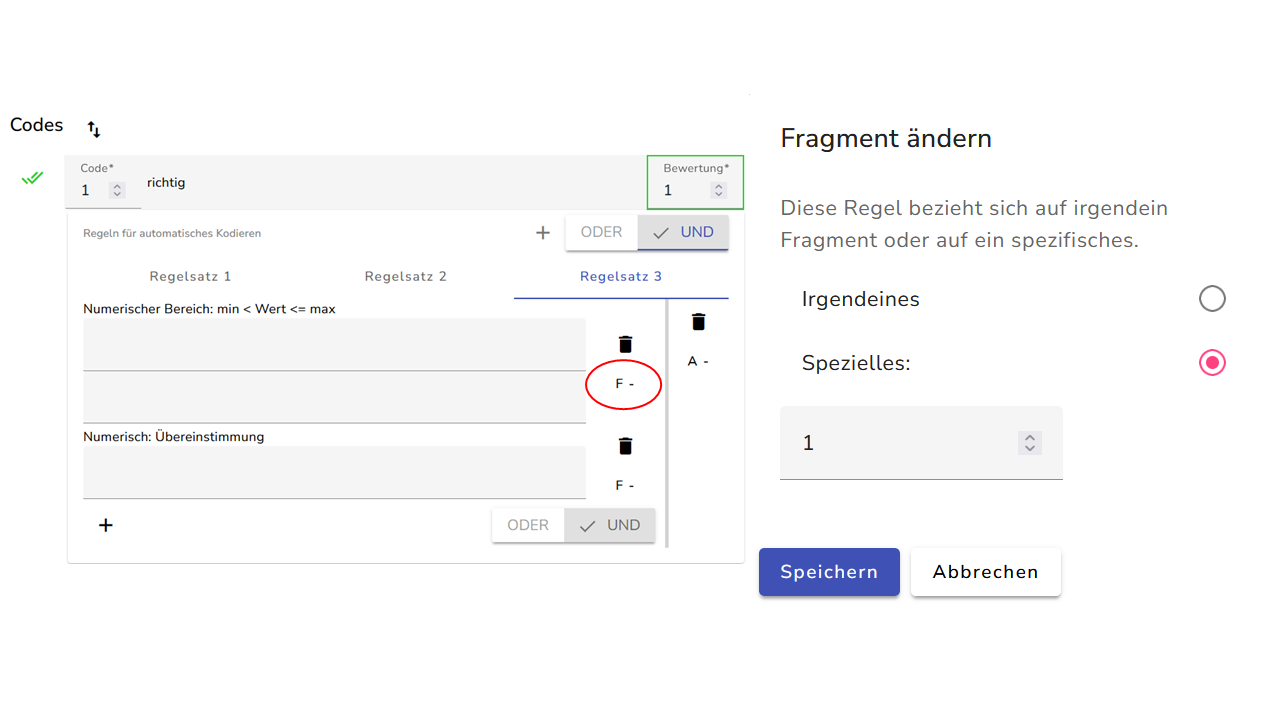 Codes
Code*
1
richtig
Bewertung*
1
Regeln für automatisches Kodieren
ODER
UND
Regelsatz 1
Regelsatz 2
Regelsatz 3
Numerischer Bereich: min < Wert <= max
A -
F -
Numerisch: Übereinstimmung
F -
+
ODER
UND
Fragment ändern
Diese Regel bezieht sich auf irgendein
Fragment oder auf ein spezifisches.
Irgendeines
Spezielles:
1
Speichern
Abbrechen